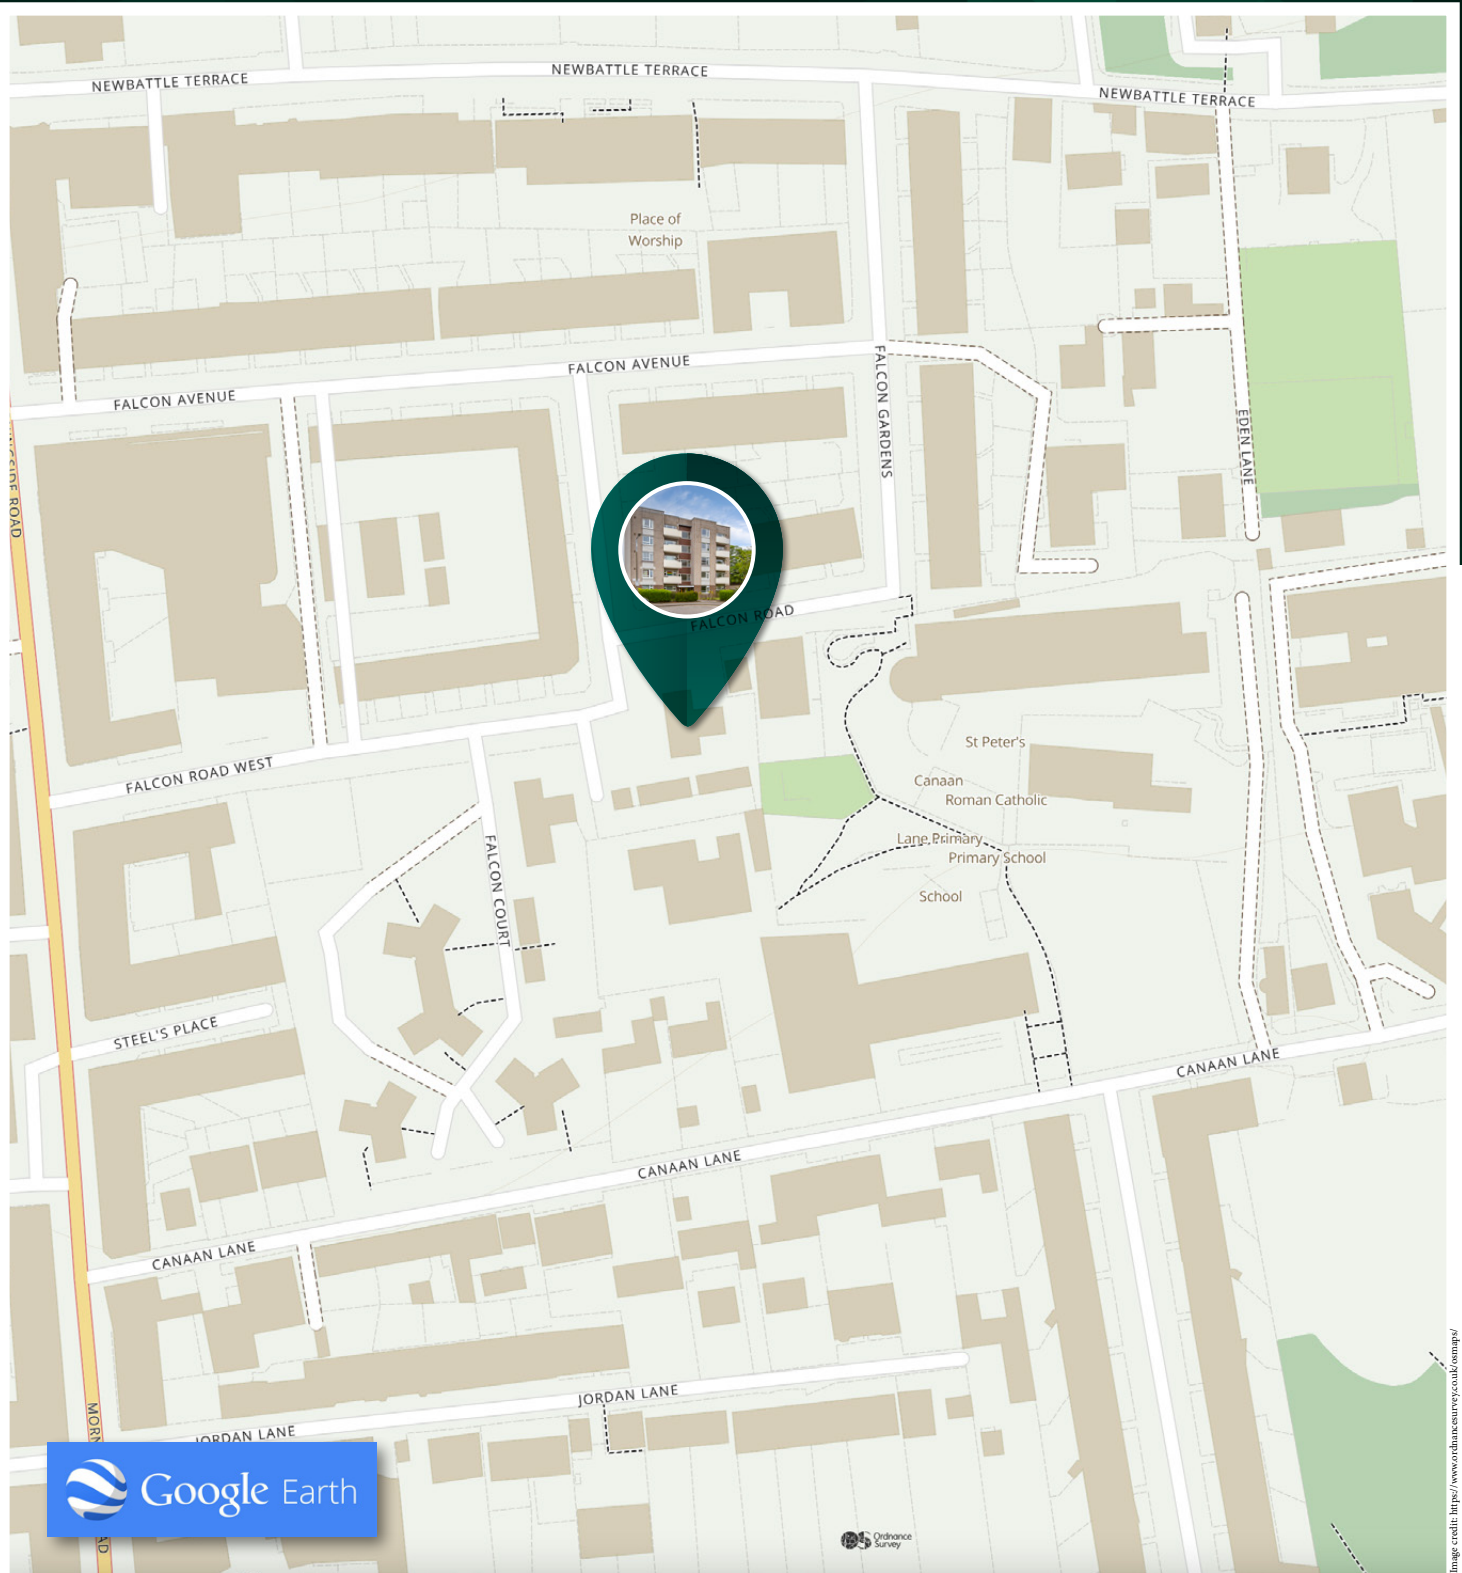 NEWBATTLE TERRACE
NEWBATTLE TERRACE
NEWBATTLE TERRACE
Place of
Worship
FALCON AVENUE
FALCON AVENUE
FALCON GARDENS
EDEN LANE
ROAD
FALCON ROAD
St Peter's
Canaan
Roman Catholic
Lane Primary
Primary School
School
FALCON ROAD WEST
FALCON COURT
STEEL'S PLACE
CANAAN LANE
CANAAN LANE
CANAAN LANE
JORDAN LANE
JORDAN LANE
Google Earth
Ordnance
Survey
Image credit: https://www.ordnancesurvey.co.uk/osmaps/